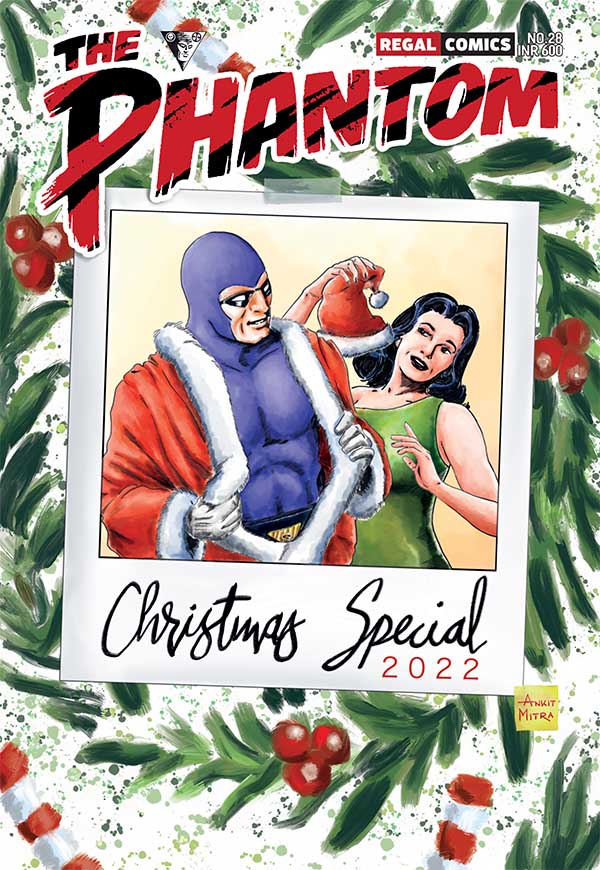 THE
PHANTOM
REGAL COMICS
NO.28
INR 600
Christmas Special
2022
ANKIT
MITRA